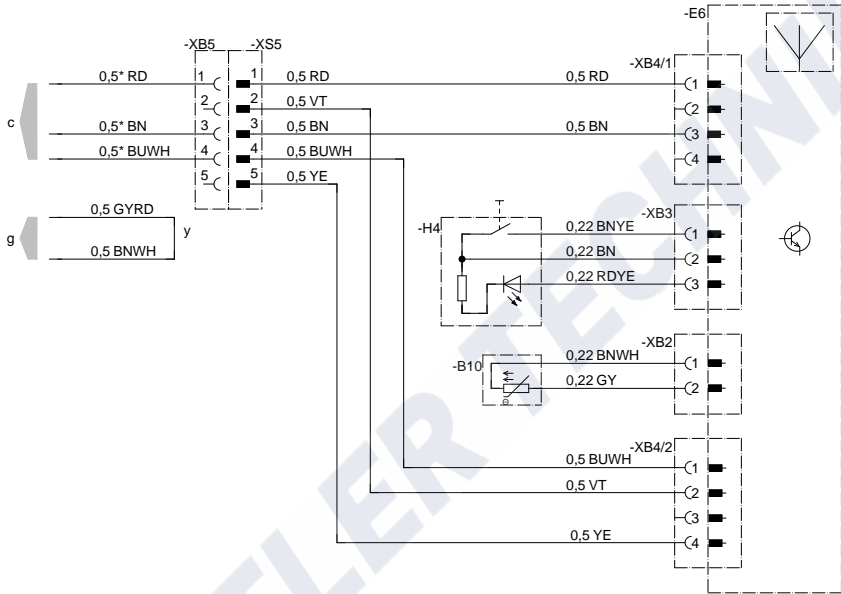 -E6
-XB5 -XS5
-XB4/1
0,5* RD 1 1 0,5 RD 0,5 RD 1
2 2 0,5 VT 2
c 0,5* BN 3 3 0,5 BN 0,5 BN 3
0,5* BUWH 4 4 0,5 BUWH 4
5 5 0,5 YE
0,5 GYRD
g y
0,5 BNWH
-H4 -XB3
0,22 BNYE 1
0,22 BN 2
0,22 RDYE 3
-XB2
-B10 0,22 BNWH 1
0,22 GY 2
Θ
-XB4/2
0,5 BUWH 1
0,5 VT 2
3
0,5 YE 4
TLER TECHNI